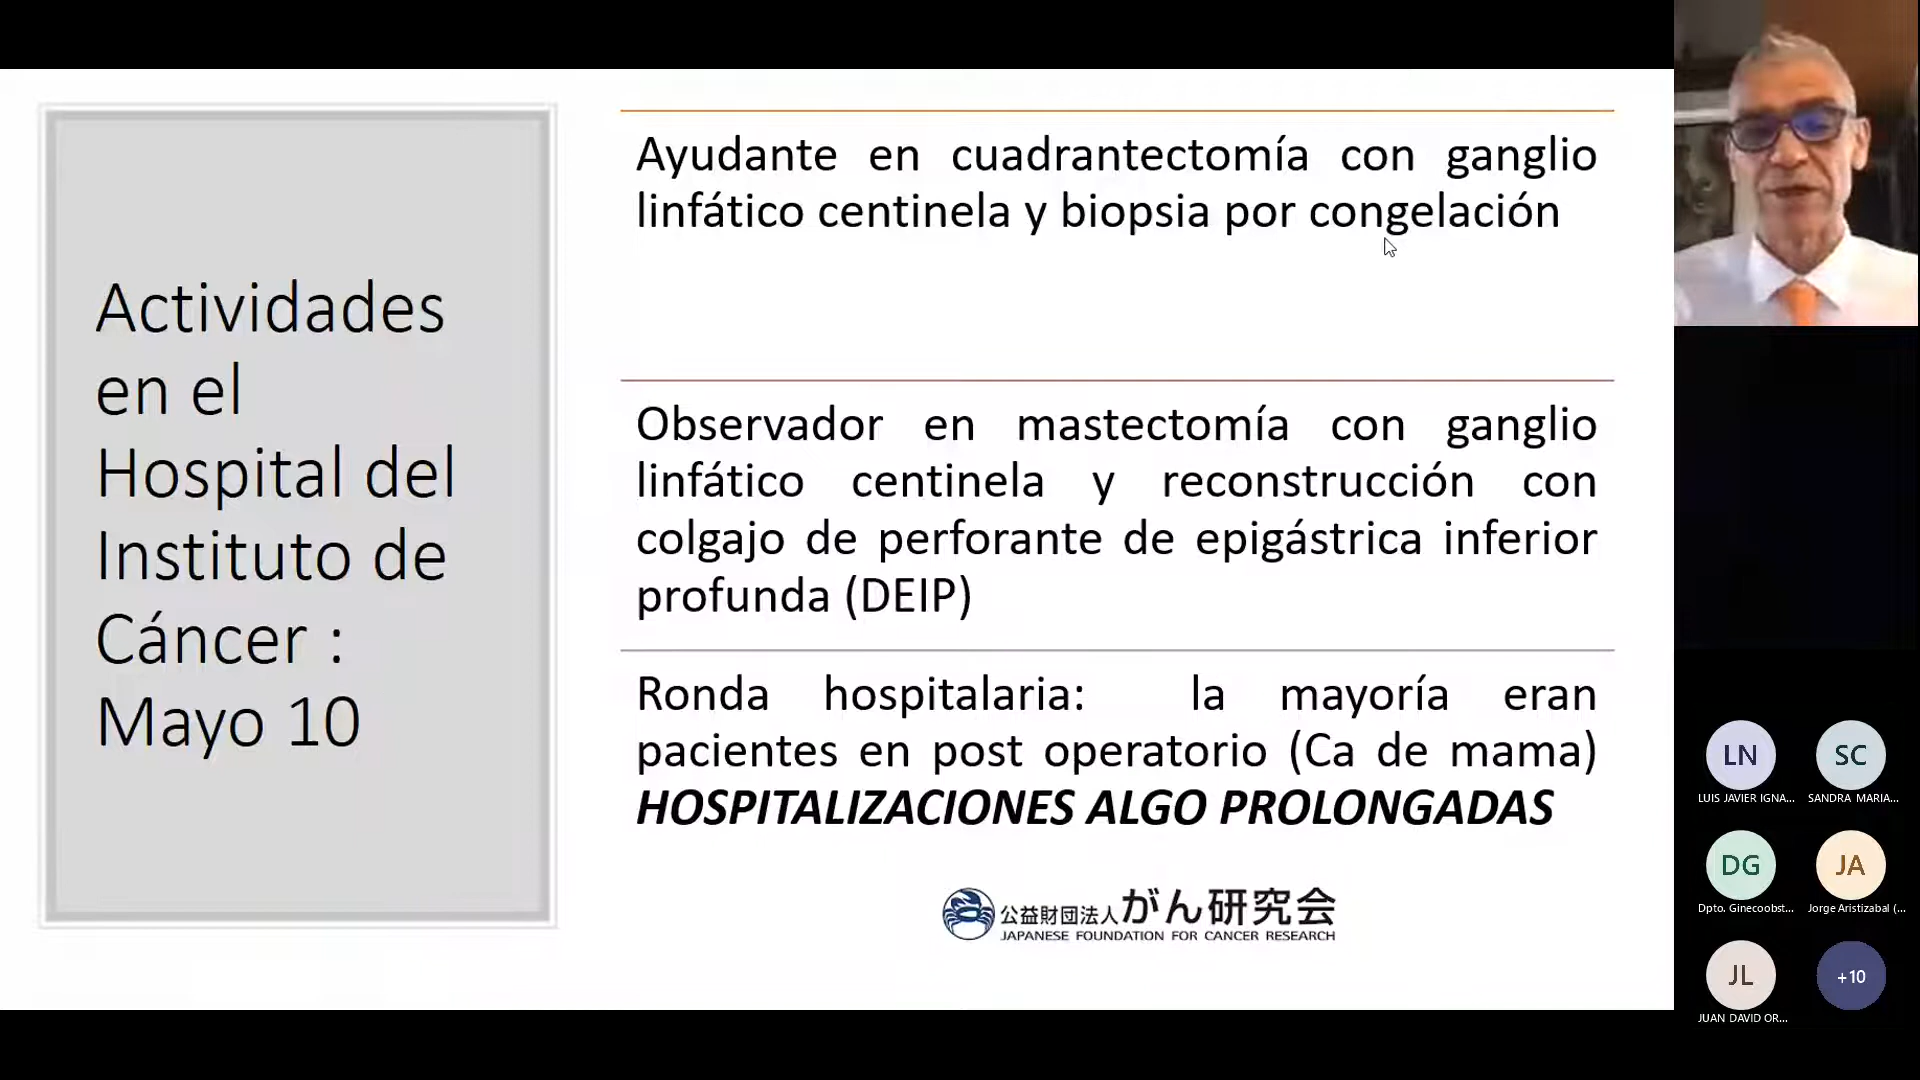 Actividades
en el
Hospital del
Instituto de
Cáncer :
Mayo 10
Ayudante en cuadrantectomía con ganglio
linfático centinela y biopsia por congelación
Observador en mastectomía con ganglio
linfático centinela y reconstrucción con
colgajo de perforante de epigástrica inferior
profunda (DEIP)
Ronda hospitalaria: la mayoría eran
pacientes en post operatorio (Ca de mama)
HOSPITALIZACIONES ALGO PROLONGADAS
公益財団法人がん研究会
JAPANESE FOUNDATION FOR CANCER RESEARCH
LN
SC
LUIS JAVIER IGNA...
SANDRA MARIA...
DG
JA
Dpto. Ginecoobst...
Jorge Aristizabal (...
JL
+10
JUAN DAVID OR...